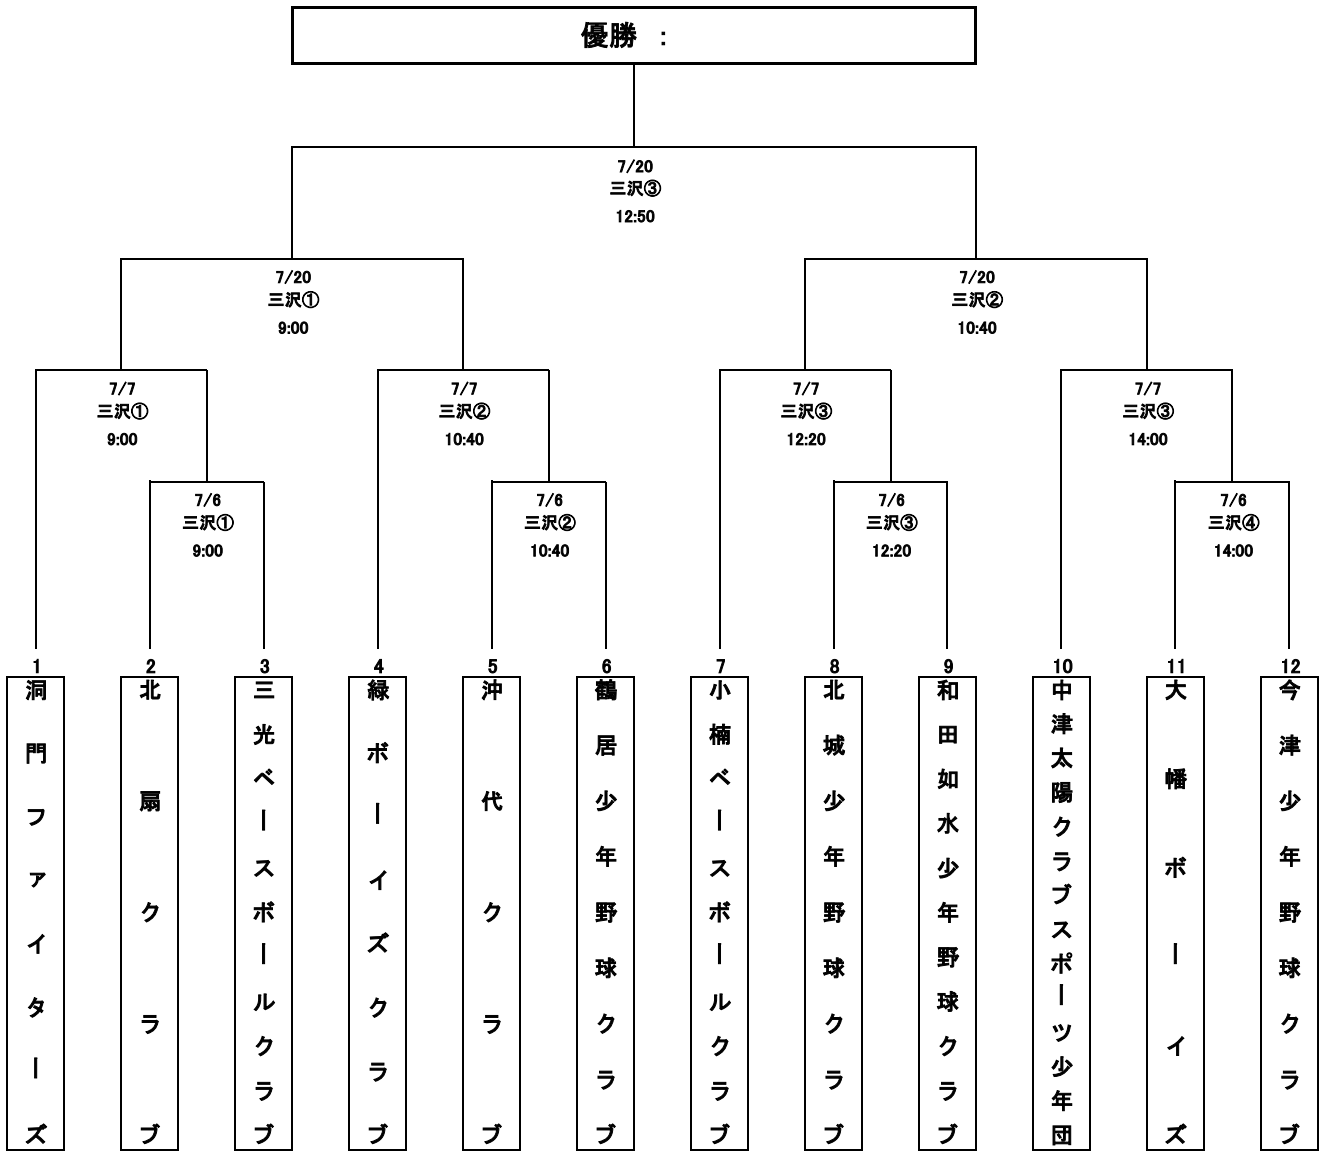 優勝 ：
7/20
三沢③
12:50
7/20
三沢①
9:00
7/20
三沢②
10:40
7/7
三沢①
9:00
7/7
三沢②
10:40
7/7
三沢③
12:20
7/7
三沢③
14:00
7/6
三沢①
9:00
7/6
三沢②
10:40
7/6
三沢③
12:20
7/6
三沢④
14:00
1
洞門ファイターズ
2
北扇クラブ
3
三光ベースボールクラブ
4
緑ボーイズクラブ
5
沖代クラブ
6
鶴居少年野球クラブ
7
小楠ベースボールクラブ
8
北城少年野球クラブ
9
和田如水少年野球クラブ
10
中津太陽クラブスポーツ少年団
11
大幡ボーイズ
12
今津少年野球クラブ